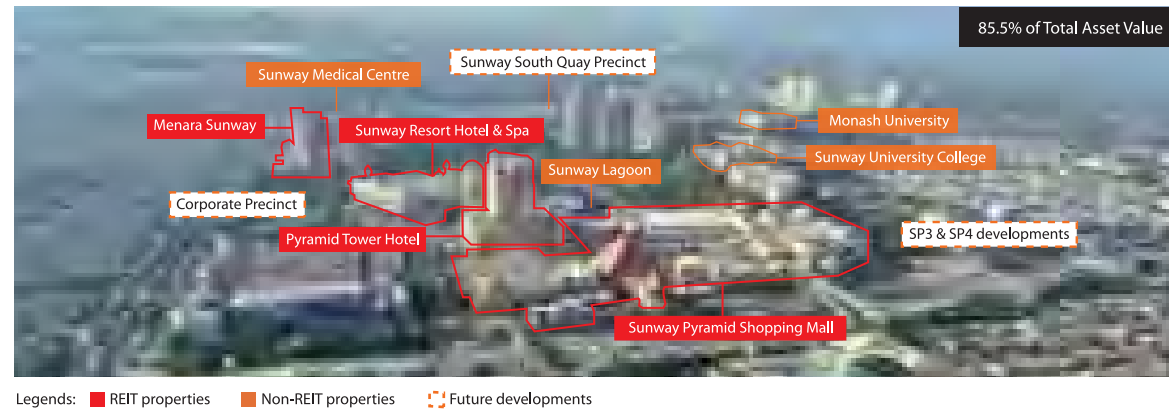 85.5% of Total Asset Value
Sunway South Quay Precinct
Sunway Medical Centre
Menara Sunway
Sunway Resort Hotel & Spa
Monash University
Sunway University College
Sunway Lagoon
Corporate Precinct
Pyramid Tower Hotel
SP3 & SP4 developments
Sunway Pyramid Shopping Mall
Legends: REIT properties Non-REIT properties Future developments